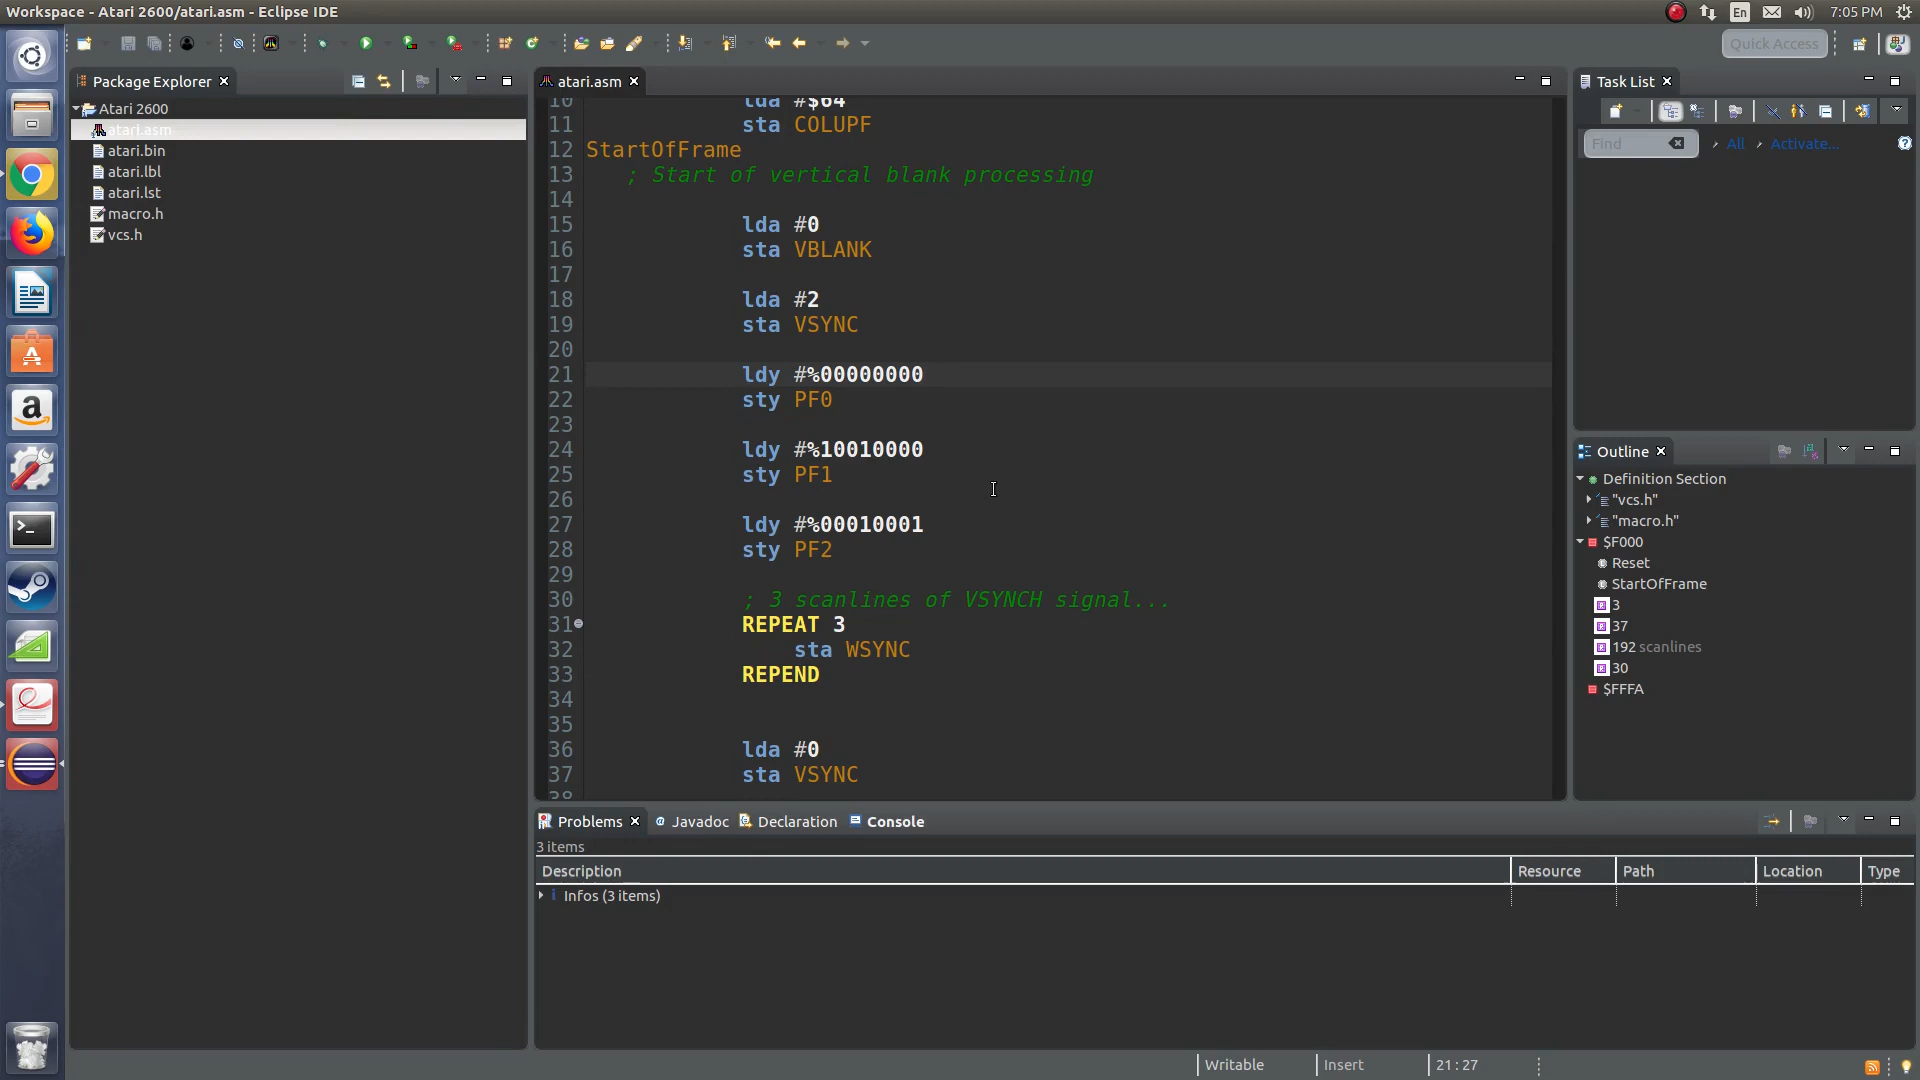 Workspace - Atari 2600/atari.asm - Eclipse IDE
En
7:05 PM
Quick Access
Package Explorer
Atari 2600
atari.asm
atari.bin
atari.lbl
atari.lst
macro.h
vcs.h
atari.asm
10 lda #$64
11 sta COLUPF
12 StartOfFrame
13 ; Start of vertical blank processing
14
15 lda #0
16 sta VBLANK
17
18 lda #2
19 sta VSYNC
20
21 ldy #%00000000
22 sty PF0
23
24 ldy #%10010000
25 sty PF1
26
27 ldy #%00010001
28 sty PF2
29
30 ; 3 scanlines of VSYNCH signal...
31 REPEAT 3
32 sta WSYNC
33 REPEND
34
35
36 lda #0
37 sta VSYNC
38
Task List
Find
All
Activate...
Outline
Definition Section
"vcs.h"
"macro.h"
$F000
Reset
StartOfFrame
3
37
192 scanlines
30
$FFFA
Problems
Javadoc
Declaration
Console
3 items
Description Resource Path Location Type
Infos (3 items)
Writable Insert 21 : 27